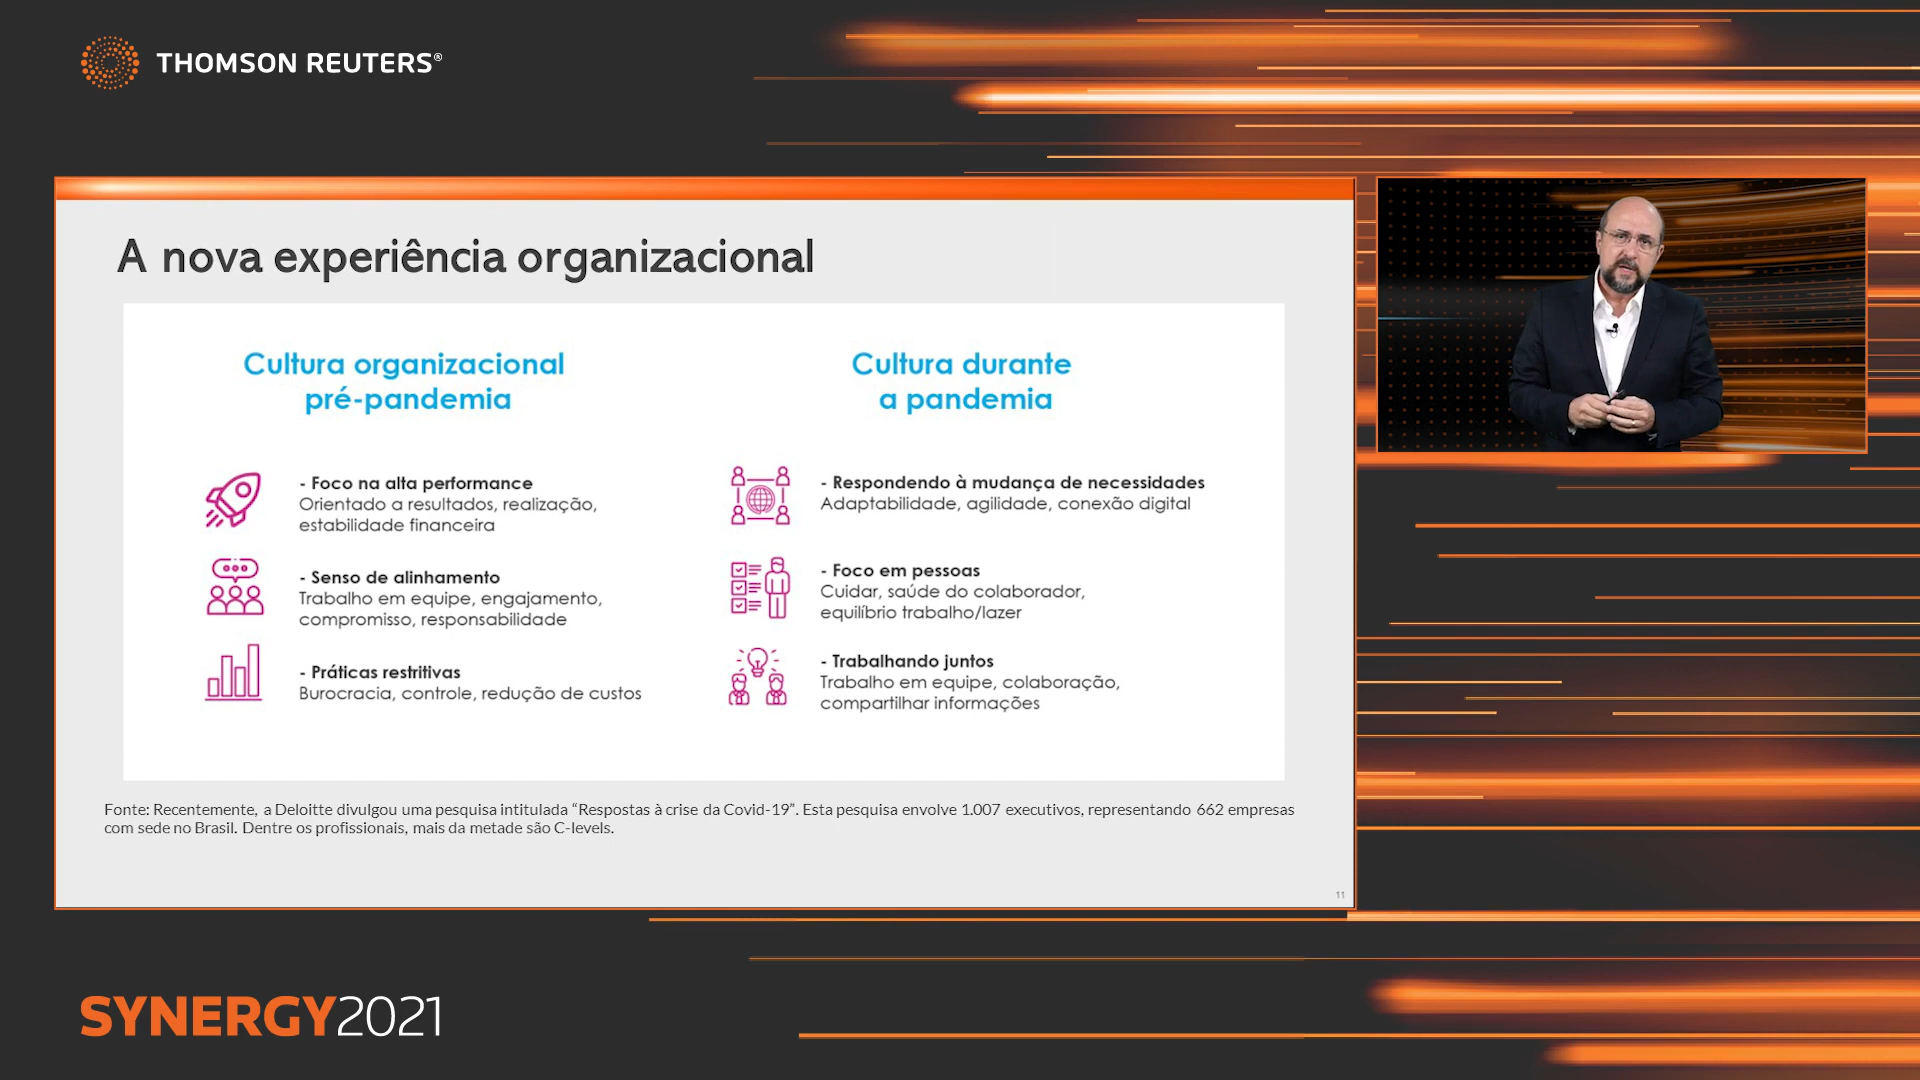 THOMSON REUTERS®
A nova experiência organizacional
Cultura organizacional
pré-pandemia
- Foco na alta performance
Orientado a resultados, realização,
estabilidade financeira
- Senso de alinhamento
Trabalho em equipe, engajamento,
compromisso, responsabilidade
- Práticas restritivas
Burocracia, controle, redução de custos
Cultura durante
a pandemia
- Respondendo à mudança de necessidades
Adaptabilidade, agilidade, conexão digital
- Foco em pessoas
Cuidar, saúde do colaborador,
equilíbrio trabalho/lazer
- Trabalhando juntos
Trabalho em equipe, colaboração,
compartilhar informações
Fonte: Recentemente, a Deloitte divulgou uma pesquisa intitulada “Respostas à crise da Covid-19”. Esta pesquisa envolve 1.007 executivos, representando 662 empresas
com sede no Brasil. Dentre os profissionais, mais da metade são C-levels.
11
SYNERGY2021